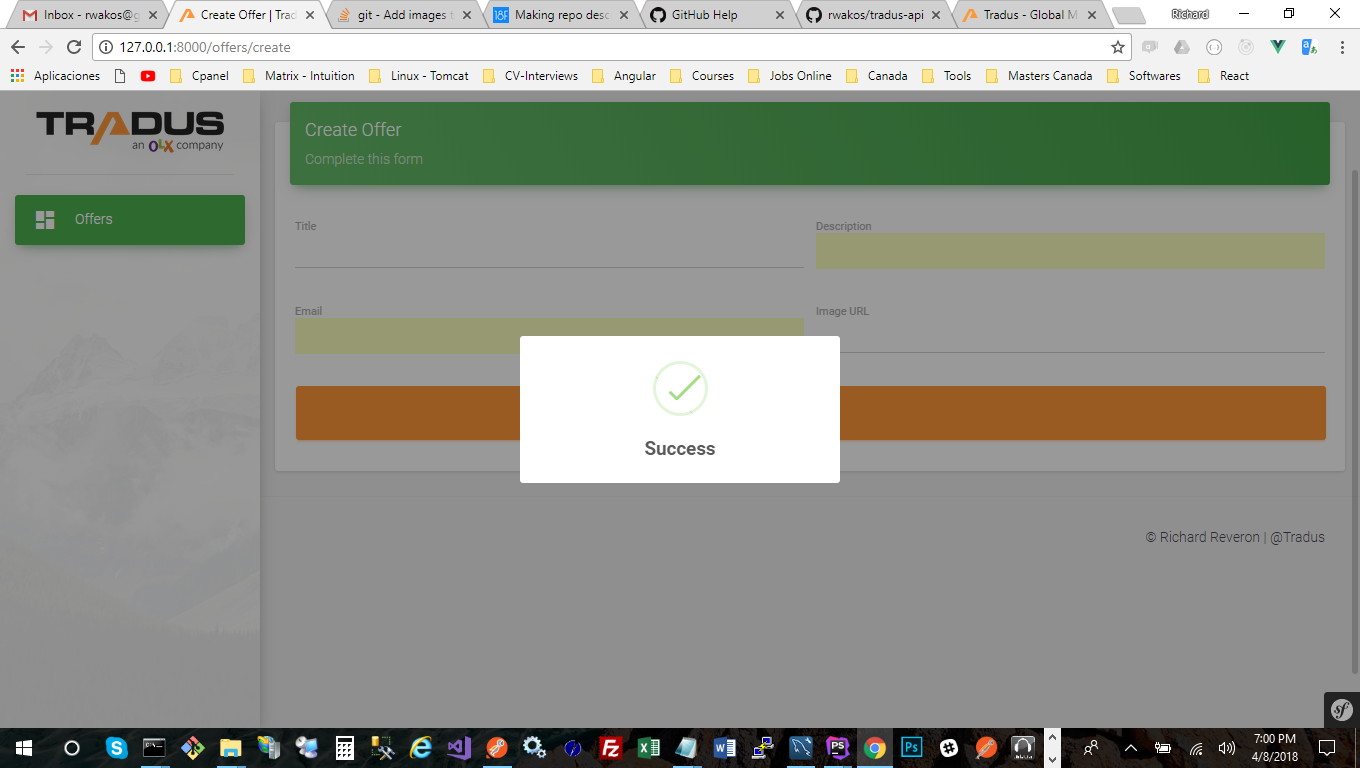 Inbox - rwakos@g
Create Offer | Trad
git - Add images t
18F Making repo desc
GitHub Help
rwakos/tradus-api
Tradus - Global M
Richard
127.0.0.1:8000/offers/create
Aplicaciones
Cpanel
Matrix - Intuition
Linux - Tomcat
CV-Interviews
Angular
Courses
Jobs Online
Canada
Tools
Masters Canada
Softwares
React
TRADUS
an OLX company
Offers
Create Offer
Complete this form
Title
Description
Email
Image URL
Success
© Richard Reveron | @Tradus
sf
7:00 PM
4/8/2018